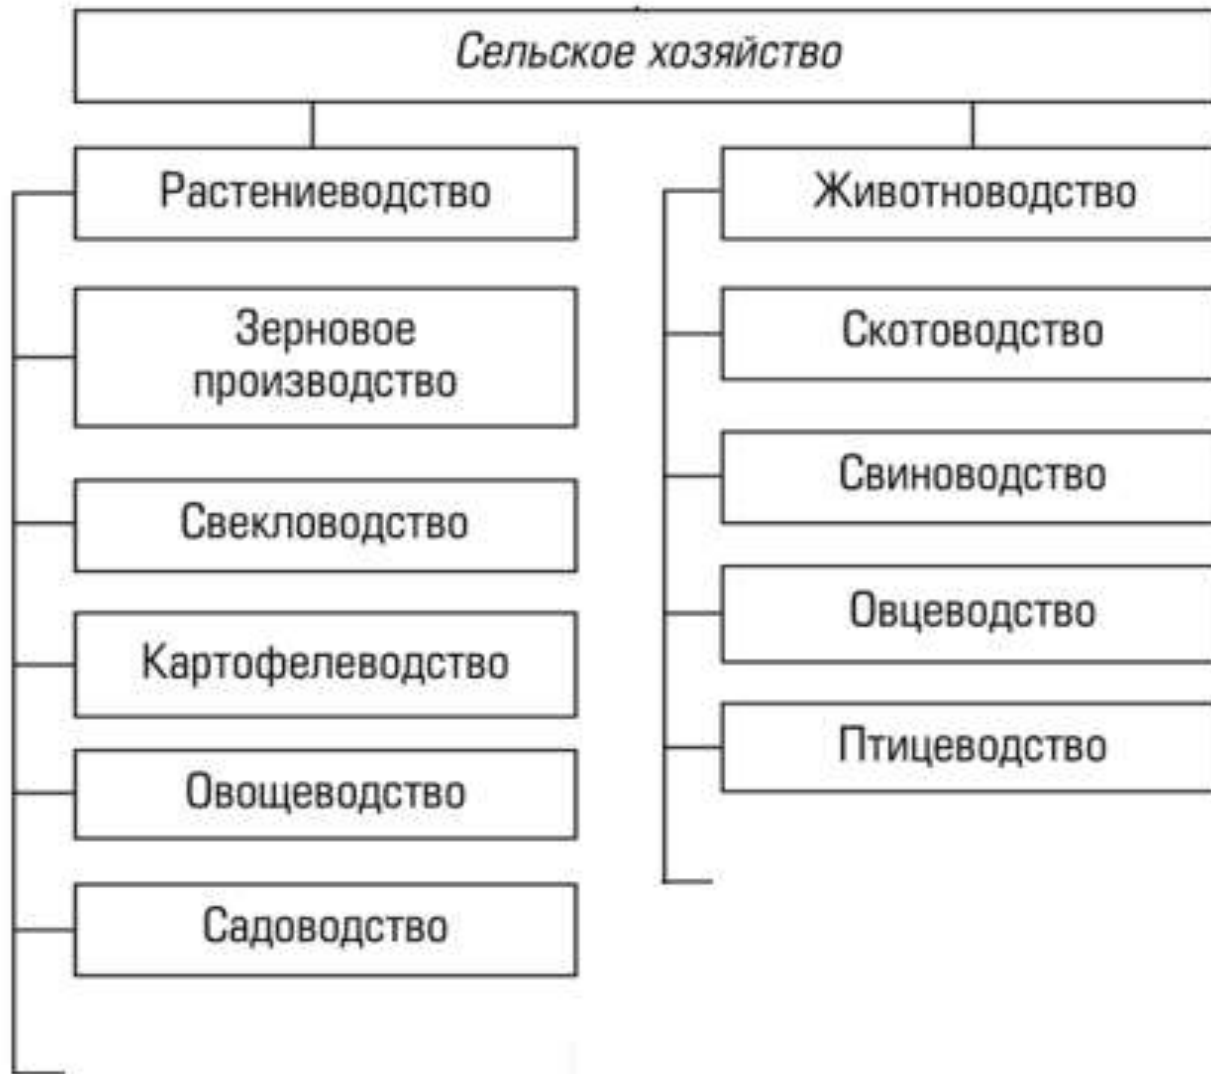 Сельское хозяйство
Растениеводство
Зерновое
производство
Свекловодство
Картофелеводство
Овощеводство
Садоводство
Животноводство
Скотоводство
Свиноводство
Овцеводство
Птицеводство